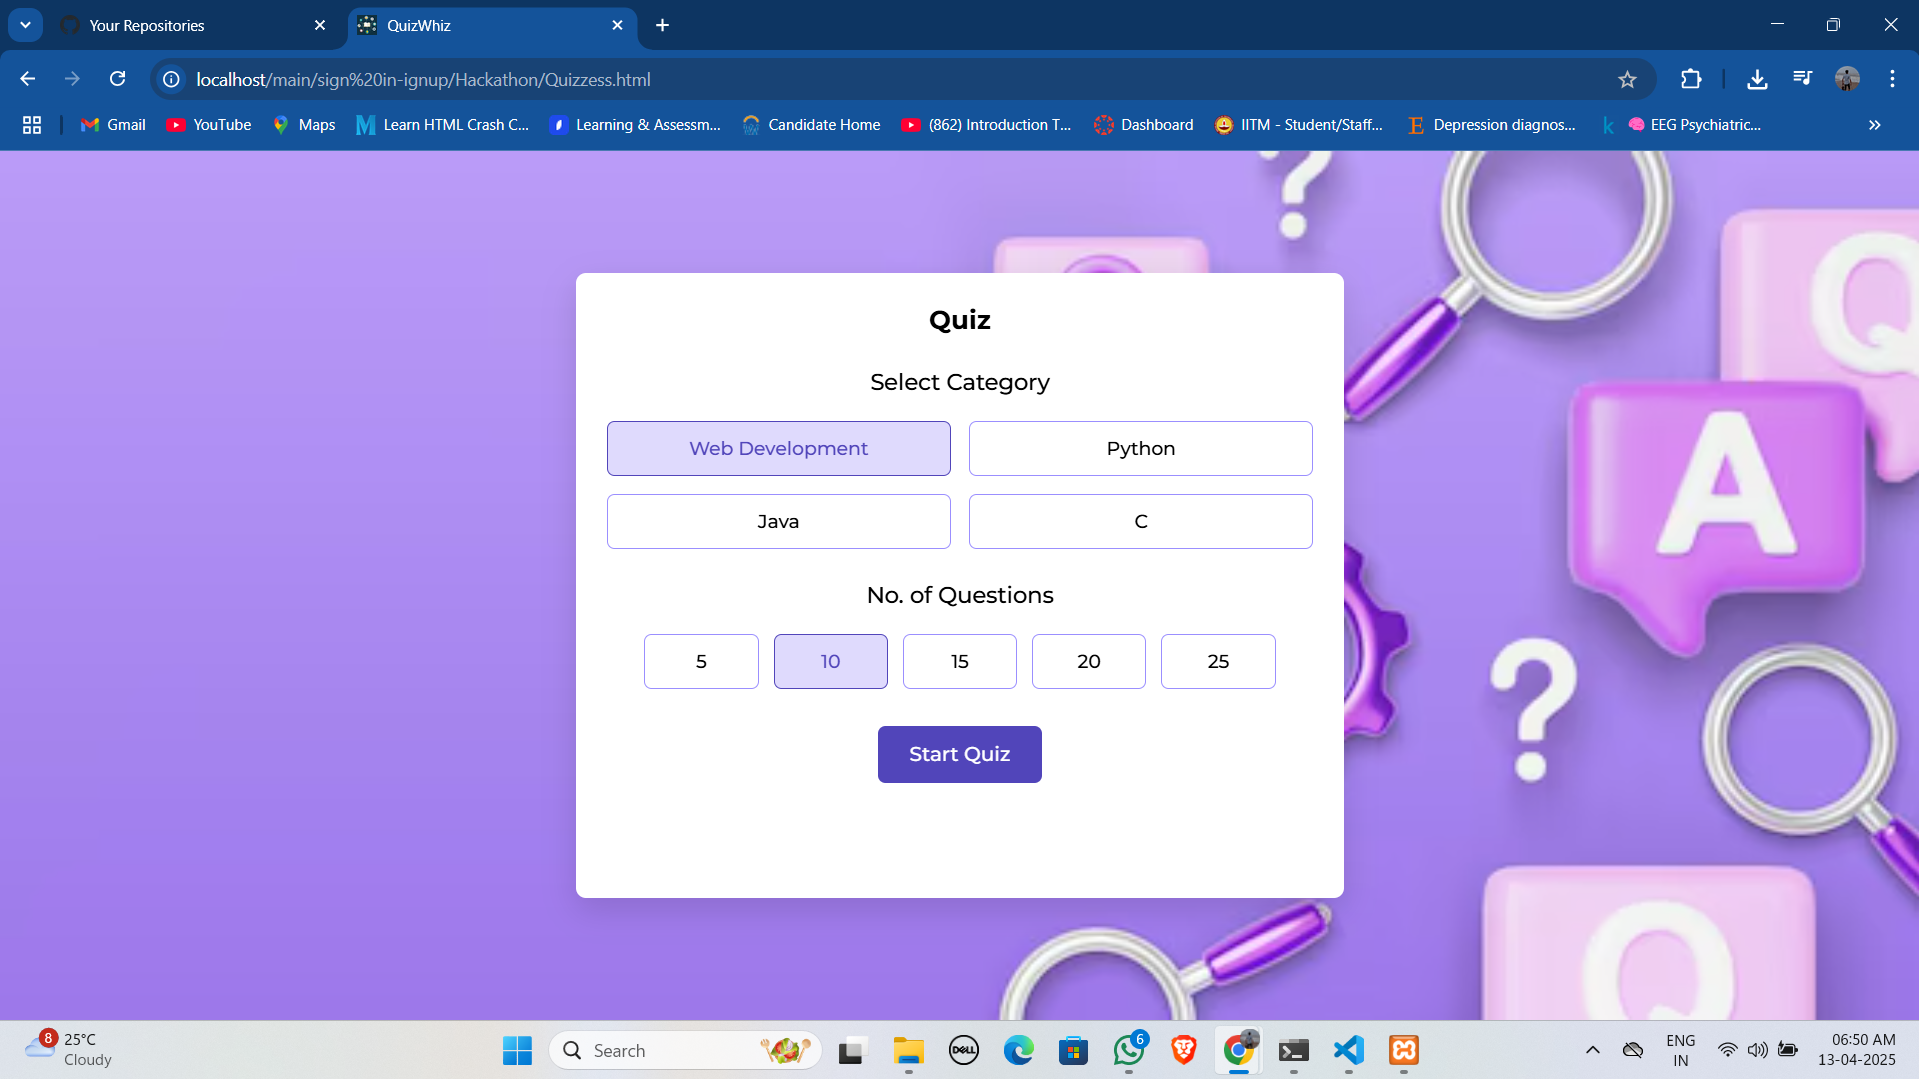 Your Repositories
QuizWhiz
localhost/main/sign%20in-ignup/Hackathon/Quizzess.html
Gmail
YouTube
Maps
Learn HTML Crash C...
Learning & Assessm...
Candidate Home
(862) Introduction T...
Dashboard
IITM - Student/Staff...
Depression diagnos...
EEG Psychiatric...
Quiz
Select Category
Web Development
Python
Java
C
No. of Questions
5
10
15
20
25
Start Quiz
?
Q
A
?
Q
8
25°C
Cloudy
Search
DELL
6
ENG
IN
06:50 AM
13-04-2025